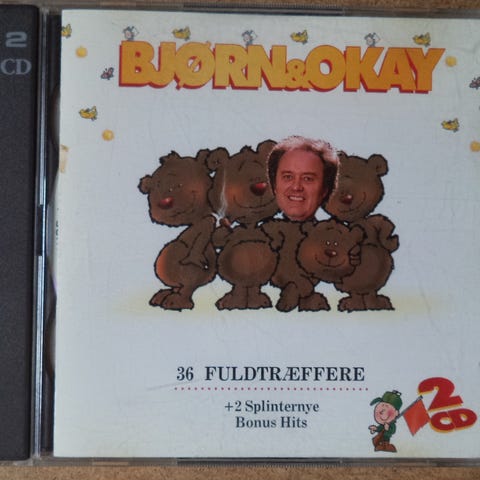 2
CD
BJØRN&OKAY
36 FULDTRÆFFERE
+2 Splinternye
Bonus Hits
2
CD